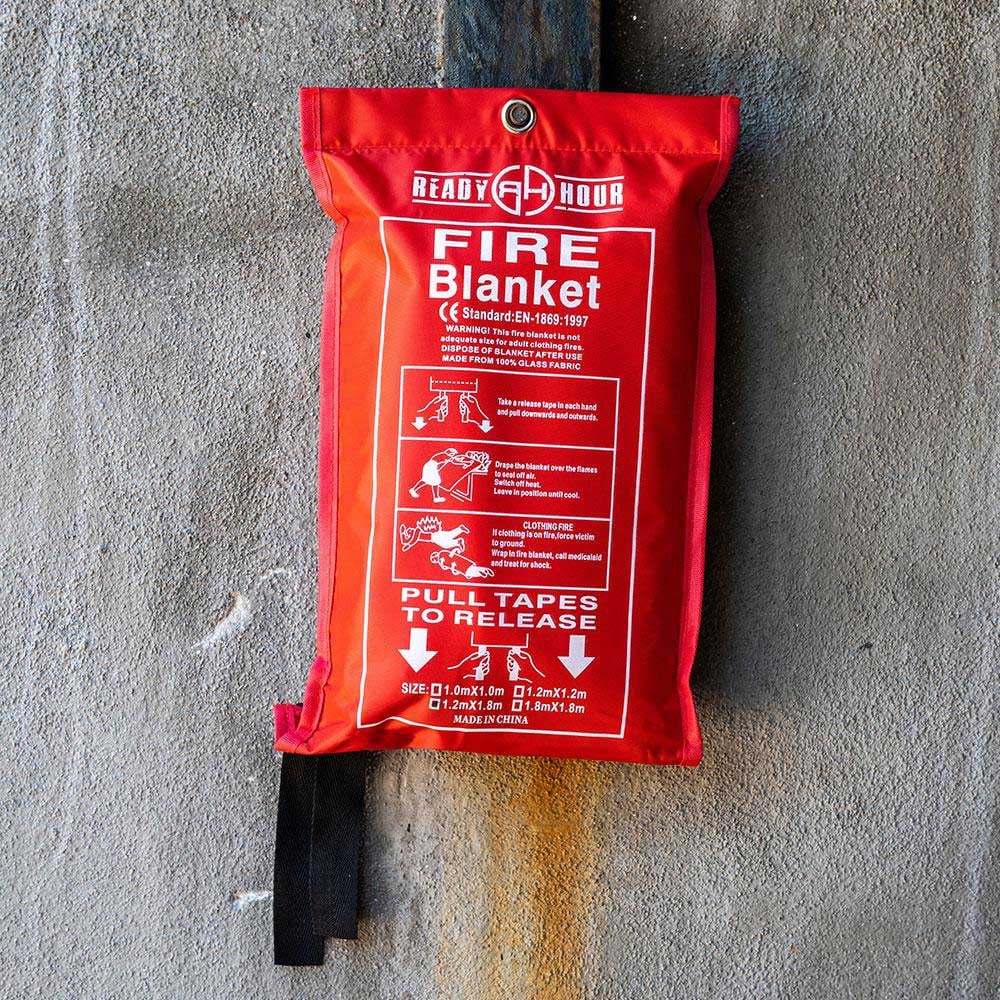 READY RH HOUR
FIRE
Blanket
CE Standard:EN-1869:1997
WARNING! This fire blanket is not
adequate size for adult clothing fires.
DISPOSE OF BLANKET AFTER USE
MADE FROM 100% GLASS FABRIC
Take a release tape in each hand
and pull downwards and outwards.
Drape the blanket over the flames
to seal off air.
Switch off heat.
Leave in position until cool.
CLOTHING FIRE
If clothing is on fire,force victim
to ground.
Wrap in fire blanket, call medicalaid
and treat for shock.
PULL TAPES
TO RELEASE
SIZE: 1.0mX1.0m 1.2mX1.2m
1.2mX1.8m 1.8mX1.8m
MADE IN CHINA